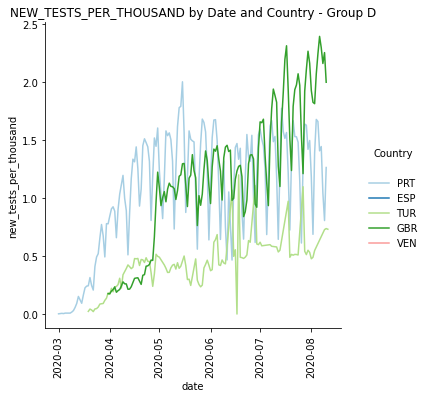 NEW_TESTS_PER_THOUSAND by Date and Country - Group D
2.5
2.0
1.5
1.0
0.5
0.0
new_tests_per_thousand
2020-03
2020-04
2020-05
2020-06
2020-07
2020-08
date
Country
PRT
ESP
TUR
GBR
VEN